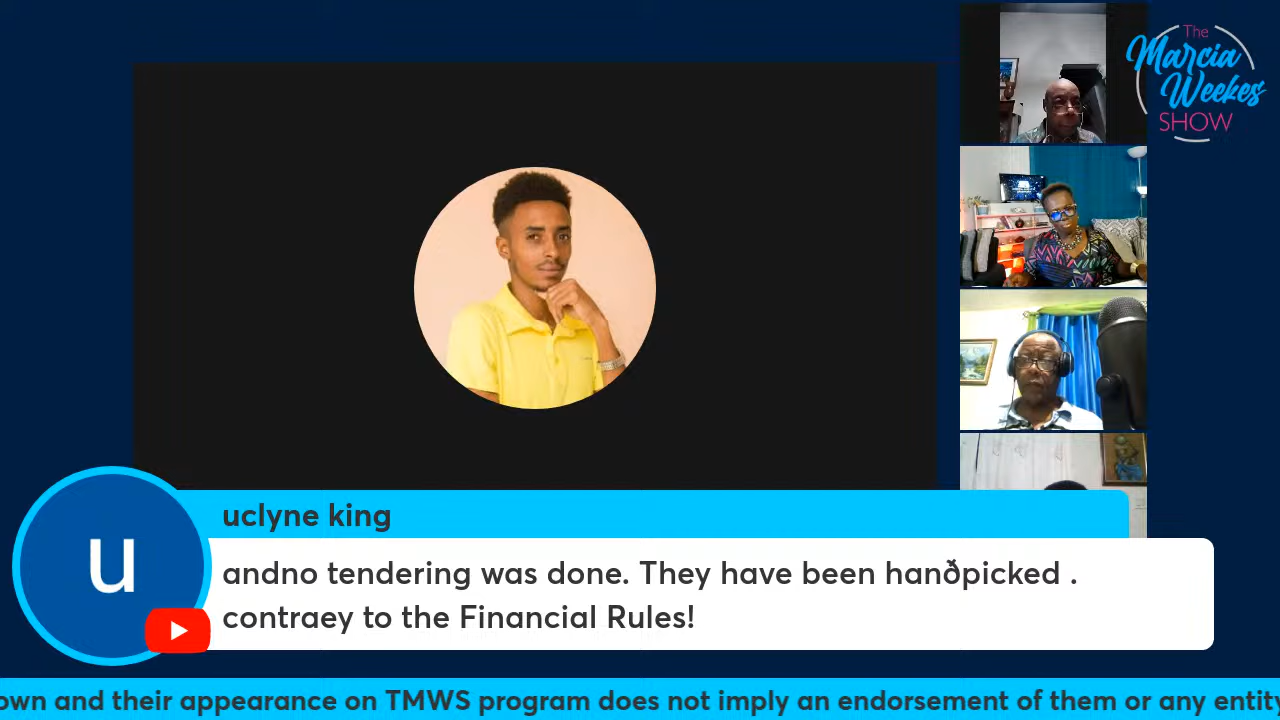 The
Marcia
Weekes
SHOW
u
uclyne king
andno tendering was done. They have been hanðpicked .
contraey to the Financial Rules!
own and their appearance on TMWS program does not imply an endorsement of them or any entity